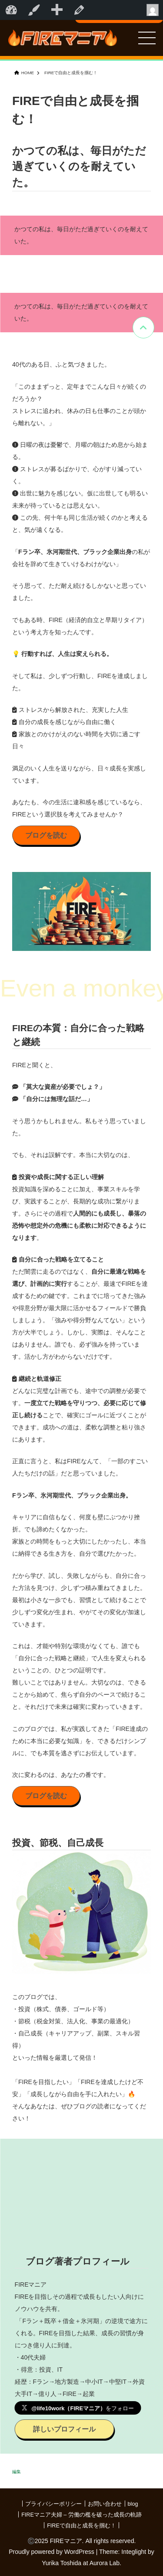 FIREマニア
HOME > FIREで自由と成長を掴む！
FIREで自由と成長を掴
む！
かつての私は、毎日がただ
過ぎていくのを耐えてい
た。
かつての私は、毎日がただ過ぎていくのを耐えて
いた。
かつての私は、毎日がただ過ぎていくのを耐えて
いた。
40代のある日、ふと気づきました。
「このままずっと、定年までこんな日々が続くの
だろうか？
ストレスに追われ、休みの日も仕事のことが頭か
ら離れない。」
日曜の夜は憂鬱で、月曜の朝はため息から始ま
る。
ストレスが募るばかりで、心がすり減ってい
く。
出世に魅力を感じない。仮に出世しても明るい
未来が待っているとは思えない。
この先、何十年も同じ生活が続くのかと考える
と、気が遠くなる。
「Fラン卒、氷河期世代、ブラック企業出身の私が
会社を辞めて生きていけるわけがない」
そう思って、ただ耐え続けるしかないと思ってい
ました。
でもある時、FIRE（経済的自立と早期リタイア）
という考え方を知ったんです。
💡 行動すれば、人生は変えられる。
そして私は、少しずつ行動し、FIREを達成しまし
た。
ストレスから解放された、充実した人生
自分の成長を感じながら自由に働く
家族とのかけがえのない時間を大切に過ごす
日々
満足のいく人生を送りながら、日々成長を実感し
ています。
あなたも、今の生活に違和感を感じているなら、
FIREという選択肢を考えてみませんか？
ブログを読む
FIRE
Even a monkey
FIREの本質：自分に合った戦略
と継続
FIREと聞くと、
「莫大な資産が必要でしょ？」
「自分には無理な話だ…」
そう思うかもしれません。私もそう思っていまし
た。
でも、それは誤解です。本当に大切なのは、
投資や成長に関する正しい理解
投資知識を深めることに加え、事業スキルを学
び、実践することが、長期的な成功に繋がりま
す。さらにその過程で人間的にも成長し、暴落の
恐怖や想定外の危機にも柔軟に対応できるように
なります。
自分に合った戦略を立てること
ただ闇雲に走るのではなく、自分に最適な戦略を
選び、計画的に実行することが、最速でFIREを達
成するための鍵です。これまでに培ってきた強み
や得意分野が最大限に活かせるフィールドで勝負
しましょう。「強みや得分野なんてない」という
方が大半でしょう。しかし、実際は、そんなこと
はありません。誰でも、必ず強みを持っていま
す。活かし方がわからないだけです。
継続と軌道修正
どんなに完璧な計画でも、途中での調整が必要で
す。一度立てた戦略を守りつつ、必要に応じて修
正し続けることで、確実にゴールに近づくことが
できます。成功への道は、柔軟な調整と粘り強さ
にあります。
正直に言うと、私はFIREなんて、「一部のすごい
人たちだけの話」だと思っていました。
Fラン卒、氷河期世代、ブラック企業出身。
キャリアに自信もなく、何度も壁にぶつかり挫
折。でも諦めたくなかった。
家族との時間をもっと大切にしたかったし、本当
に納得できる生き方を、自分で選びたかった。
だから学び、試し、失敗しながらも、自分に合っ
た方法を見つけ、少しずつ積み重ねてきました。
最初は小さな一歩でも、習慣として続けることで
少しずつ変化が生まれ、やがてその変化が加速し
ていきます。
これは、才能や特別な環境がなくても、誰でも
「自分に合った戦略と継続」で人生を変えられる
ということの、ひとつの証明です。
難しいことではありません。大切なのは、できる
ことから始めて、焦らず自分のペースで続けるこ
と。それだけで未来は確実に変わっていきます。
このブログでは、私が実践してきた「FIRE達成の
ために本当に必要な知識」を、できるだけシンプ
ルに、でも本質を逃さずにお伝えしています。
次に変わるのは、あなたの番です。
ブログを読む
投資、節税、自己成長
このブログでは、
・投資（株式、債券、ゴールド等）
・節税（税金対策、法人化、事業の最適化）
・自己成長（キャリアアップ、副業、スキル習
得）
といった情報を厳選して発信！
「FIREを目指したい」「FIREを達成したけど不
安」「成長しながら自由を手に入れたい」🔥
そんなあなたは、ぜひブログの読者になってくだ
さい！
ブログ著者プロフィール
FIREマニア
FIREを目指しその過程で成長もしたい人向けに
ノウハウを共有。
「Fラン＋既卒＋借金＋氷河期」の逆境で途方に
くれる。FIREを目指した結果、成長の習慣が身
につき億り人に到達。
・40代夫婦
・得意：投資、IT
経歴：Fラン→地方製造→中小IT→中堅IT→外資
大手IT→億り人→FIRE→起業
@life10work（FIREマニア）をフォロー
詳しいプロフィール
編集
| プライバシーポリシー | お問い合わせ | blog
| FIREマニア夫婦 – 労働の檻を破った成長の軌跡
| FIREで自由と成長を掴む！ |
©2025 FIREマニア. All rights reserved.
Proudly powered by WordPress | Theme: Integlight by
Yurika Toshida at Aurora Lab.